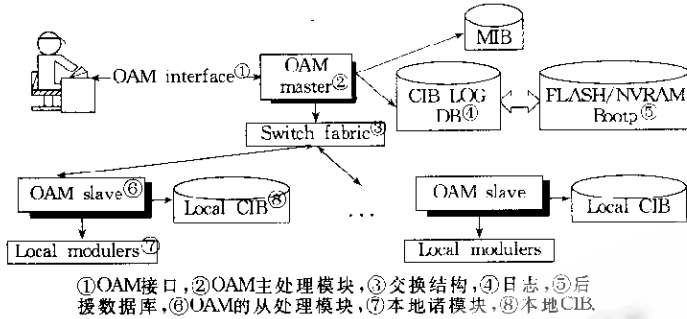 MIB
OAM interface①
OAM
master②
CIB LOG
DB④
FLASH/NVRAM
Bootp⑤
Switch fabric③
OAM slave⑥
Local CIB⑧
...
OAM slave
Local CIB
Local modulers⑦
Local modulers
①OAM接口,②OAM主处理模块,③交换结构,④日志,⑤后
援数据库,⑥OAM的从处理模块,⑦本地诸模块,⑧本地CIB.